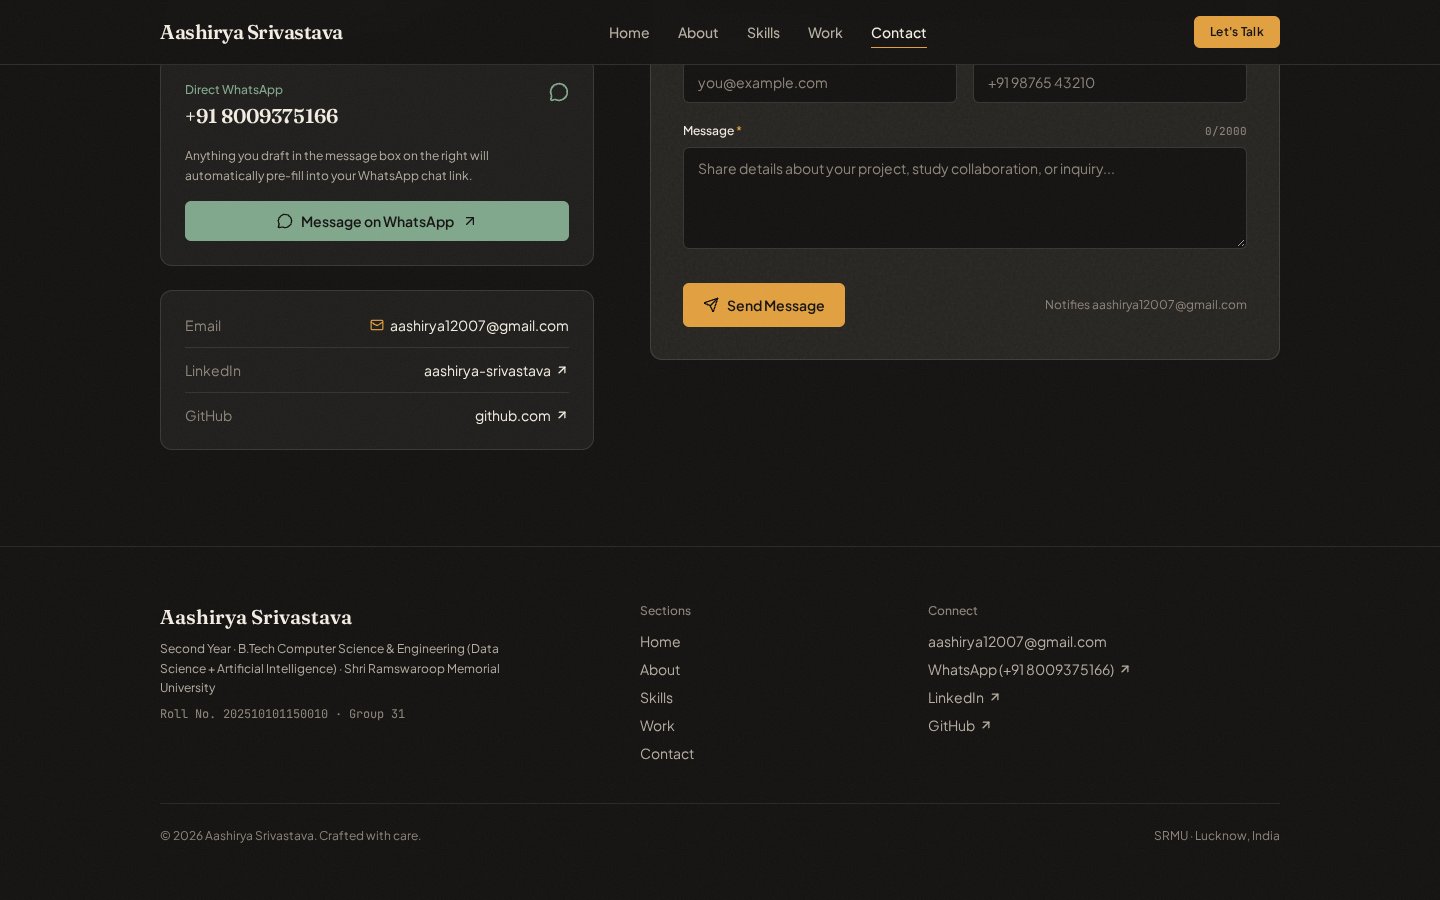 Aashirya Srivastava
Home
About
Skills
Work
Contact
Let's Talk
Direct WhatsApp
+91 8009375166
Anything you draft in the message box on the right will
automatically pre-fill into your WhatsApp chat link.
Message on WhatsApp
Email
aashirya12007@gmail.com
LinkedIn
aashirya-srivastava
GitHub
github.com
you@example.com
+91 98765 43210
Message *
0/2000
Share details about your project, study collaboration, or inquiry...
Send Message
Notifies aashirya12007@gmail.com
Aashirya Srivastava
Second Year · B.Tech Computer Science & Engineering (Data
Science + Artificial Intelligence) · Shri Ramswaroop Memorial
University
Roll No. 202510101150010 · Group 31
Sections
Home
About
Skills
Work
Contact
Connect
aashirya12007@gmail.com
WhatsApp (+91 8009375166)
LinkedIn
GitHub
© 2026 Aashirya Srivastava. Crafted with care.
SRMU · Lucknow, India